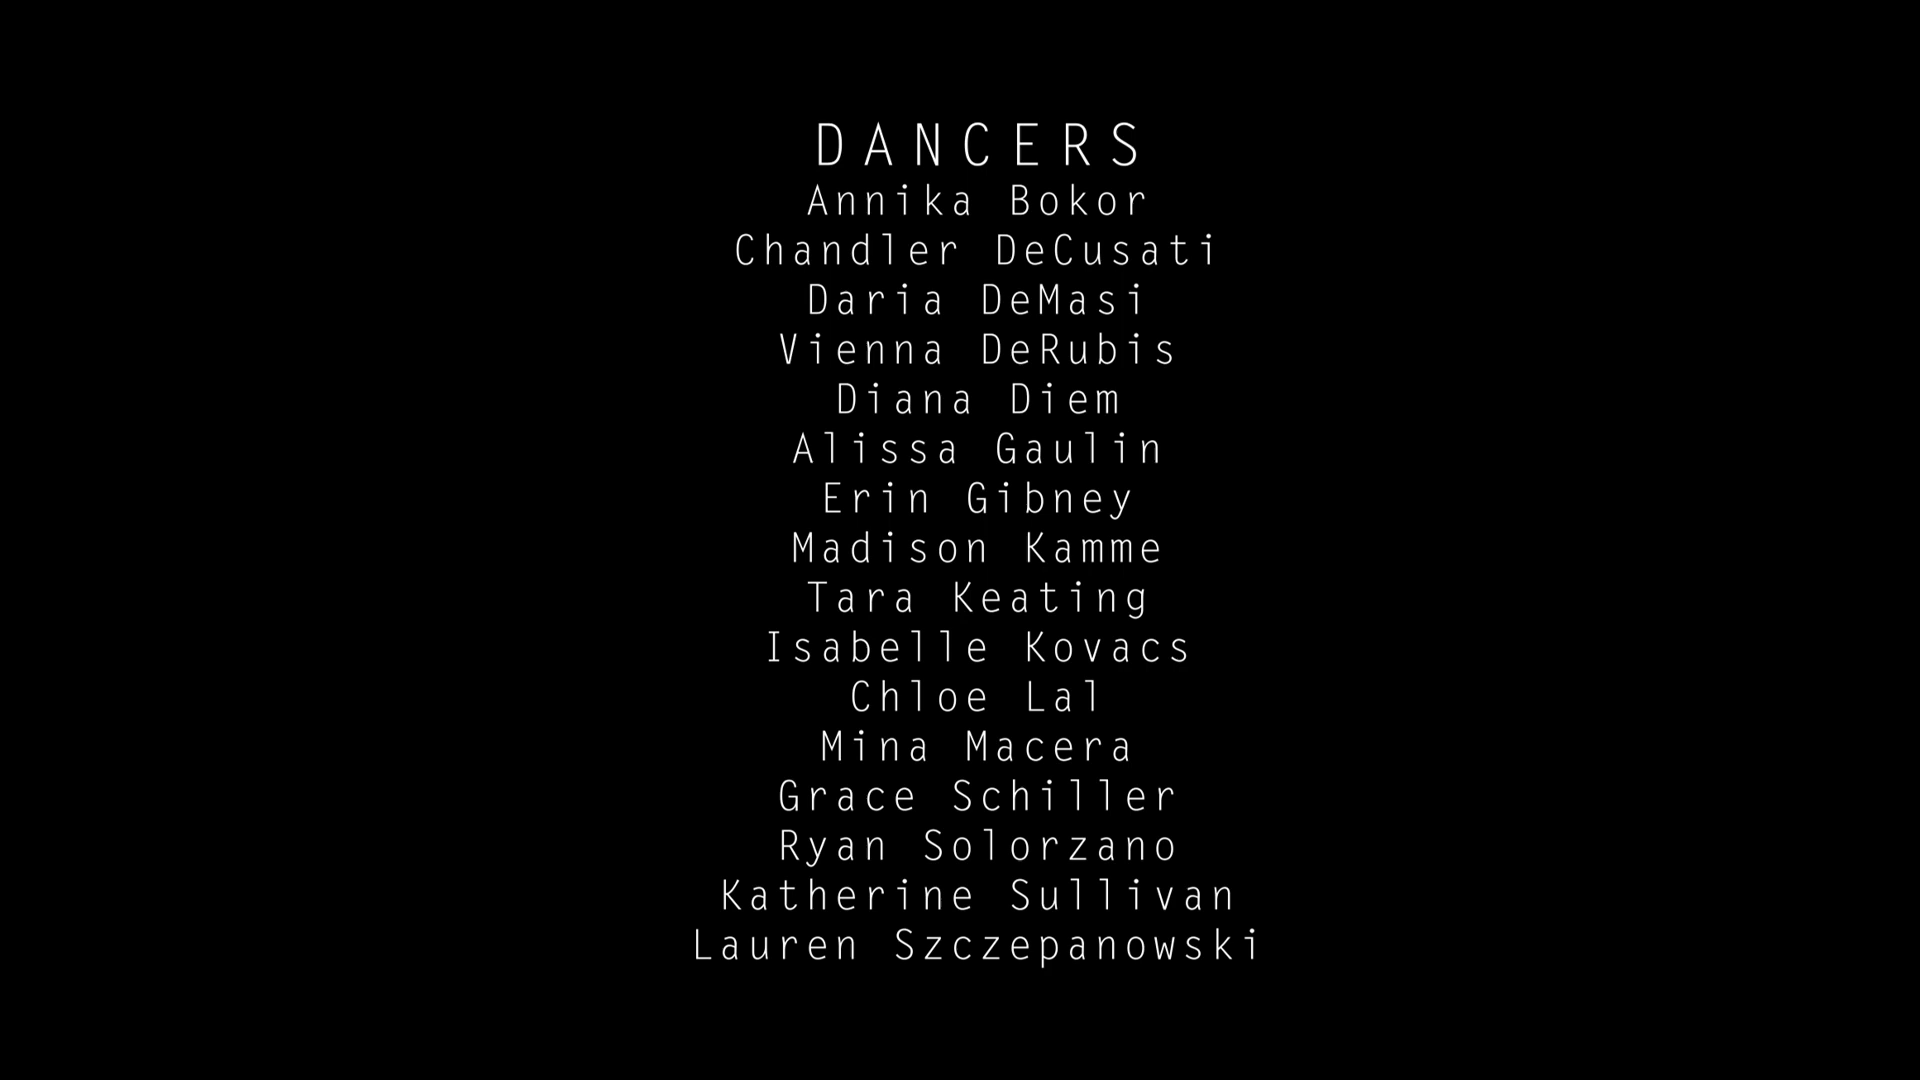 DANCERS
Annika Bokor
Chandler DeCusati
Daria DeMasi
Vienna DeRubis
Diana Diem
Alissa Gaulin
Erin Gibney
Madison Kamme
Tara Keating
Isabelle Kovacs
Chloe Lal
Mina Macera
Grace Schiller
Ryan Solorzano
Katherine Sullivan
Lauren Szczepanowski